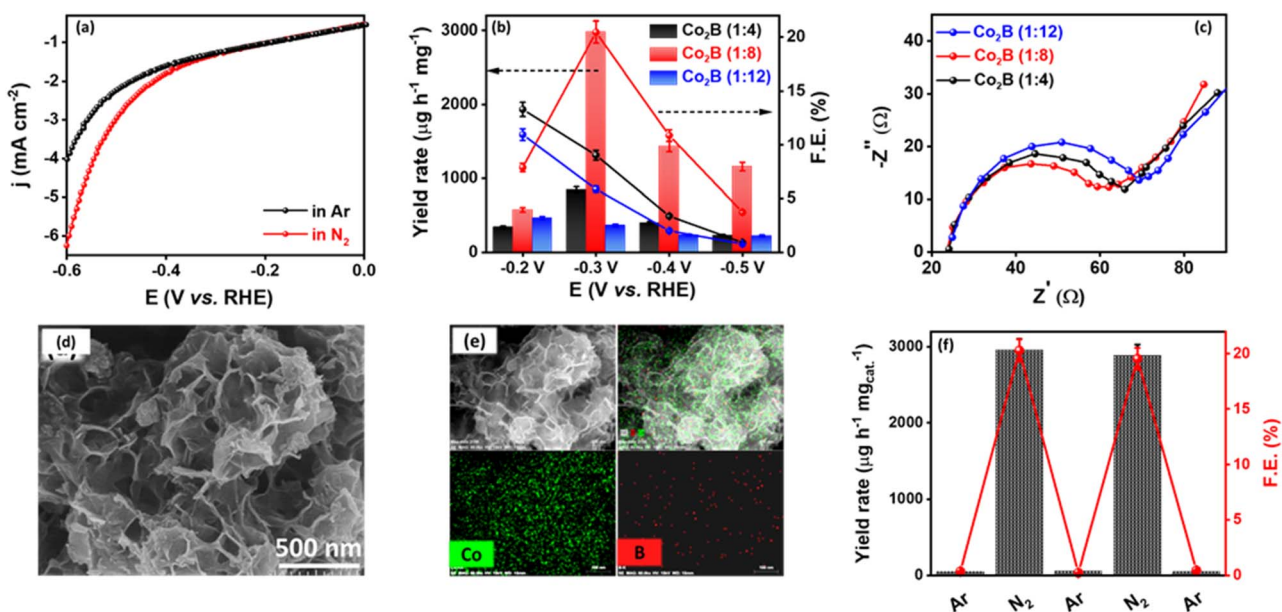 (a)
j (mA cm⁻²)
-1
-2
-3
-4
-5
-6
in Ar
in N₂
-0.6
-0.4
-0.2
0.0
E (V vs. RHE)
(b)
Yield rate (μg h⁻¹ mg⁻¹)
3000
2000
1000
0
Co₂B (1:4)
Co₂B (1:8)
Co₂B (1:12)
20
15
10
5
0
F.E. (%)
-0.2 V
-0.3 V
-0.4 V
-0.5 V
E (V vs. RHE)
(c)
-Z" (Ω)
40
30
20
10
0
Co₂B (1:12)
Co₂B (1:8)
Co₂B (1:4)
20
40
60
80
Z' (Ω)
(d)
500 nm
(e)
Co
B
(f)
Yield rate (μg h⁻¹ mg_cat.⁻¹)
3000
2000
1000
0
20
15
10
5
0
F.E. (%)
Ar
N₂
Ar
N₂
Ar